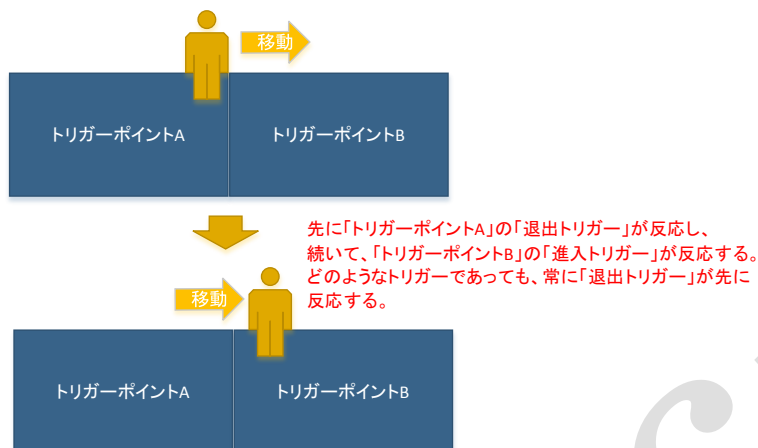 移動
トリガーポイントA
トリガーポイントB
先に「トリガーポイントA」の「退出トリガー」が反応し、
続いて、「トリガーポイントB」の「進入トリガー」が反応する。
どのようなトリガーであっても、常に「退出トリガー」が先に
反応する。
移動
トリガーポイントA
トリガーポイントB